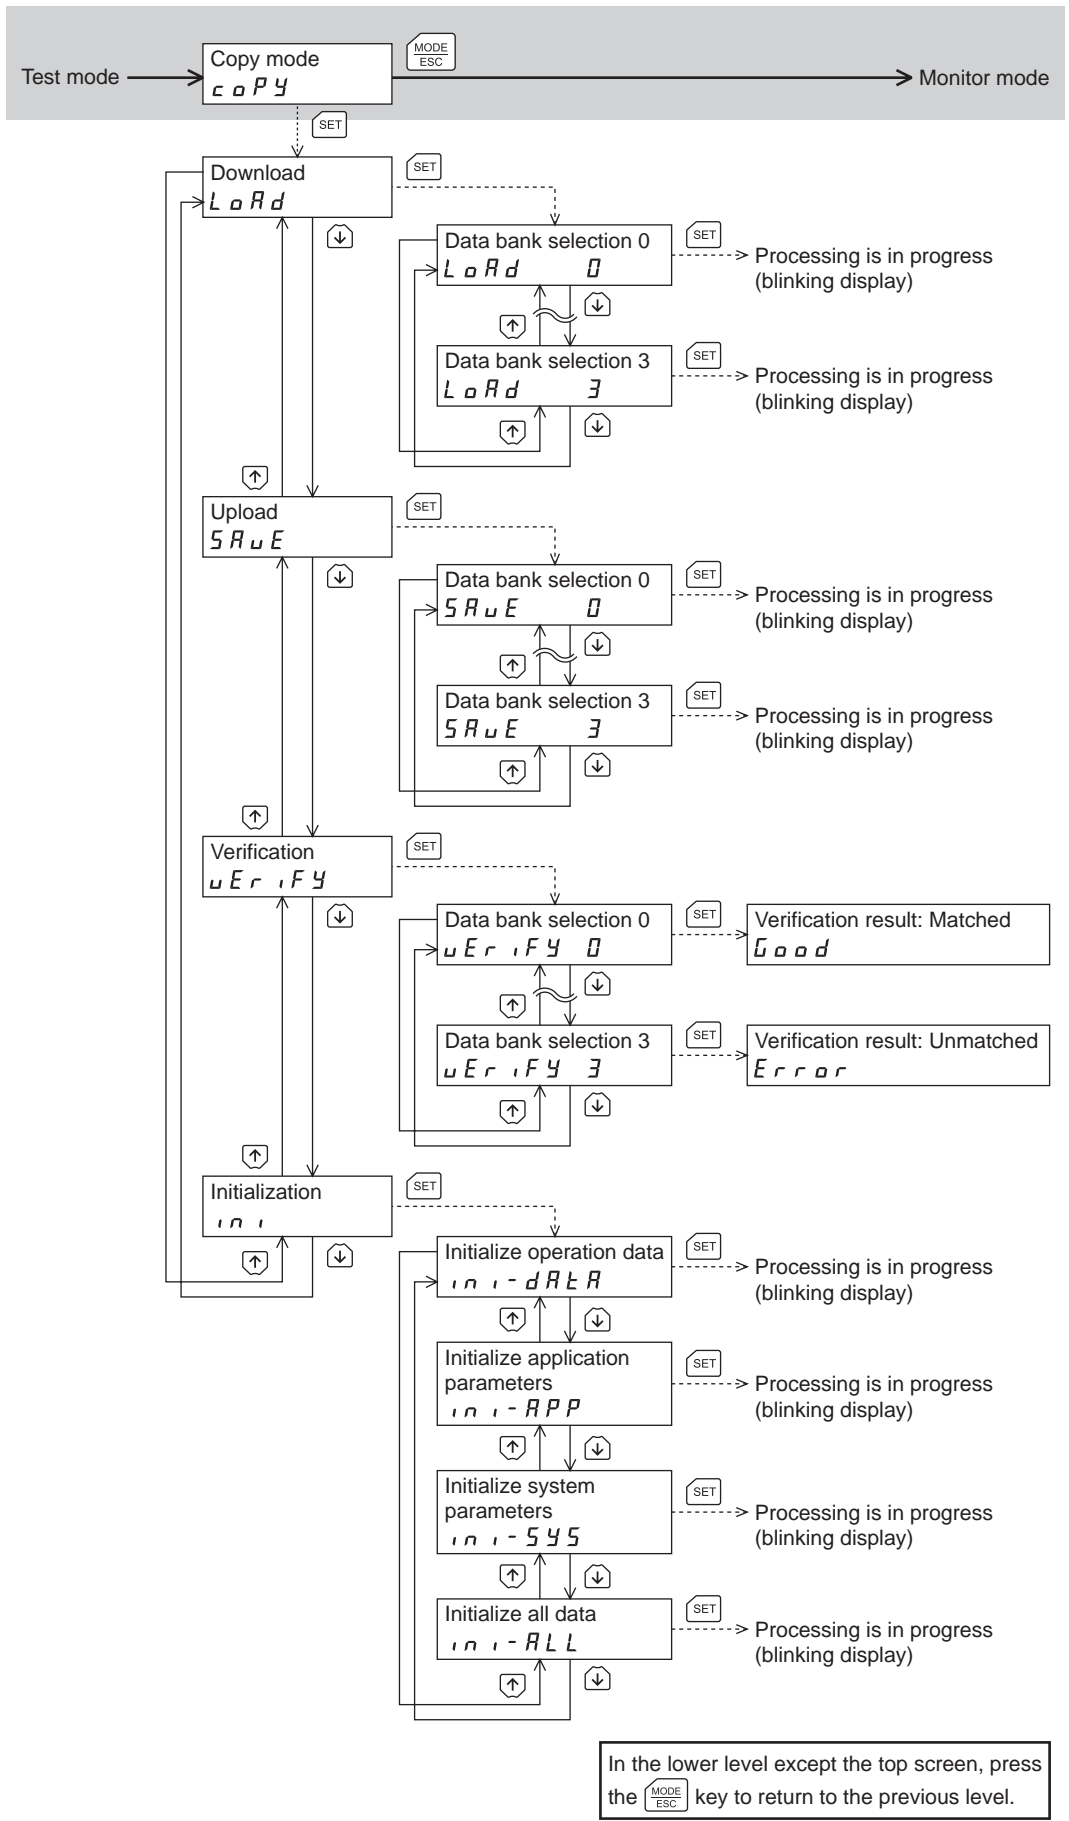 Test mode
Copy mode
coPY
MODE
ESC
Monitor mode
SET
Download
LoAd
SET
↓
Data bank selection 0
LoAd 0
SET
Processing is in progress
(blinking display)
↓
↑
Data bank selection 3
LoAd 3
SET
Processing is in progress
(blinking display)
↑
↓
↑
Upload
SAvE
SET
↓
Data bank selection 0
SAvE 0
SET
Processing is in progress
(blinking display)
↓
↑
Data bank selection 3
SAvE 3
SET
Processing is in progress
(blinking display)
↑
↓
↑
Verification
vEriFY
SET
↓
Data bank selection 0
vEriFY 0
SET
Verification result: Matched
Good
↓
↑
Data bank selection 3
vEriFY 3
SET
Verification result: Unmatched
Error
↑
↓
↑
Initialization
ini
SET
↑
↓
Initialize operation data
ini-dAtA
SET
Processing is in progress
(blinking display)
↑
↓
Initialize application
parameters
ini-APP
SET
Processing is in progress
(blinking display)
↑
↓
Initialize system
parameters
ini-SYS
SET
Processing is in progress
(blinking display)
↑
↓
Initialize all data
ini-ALL
SET
Processing is in progress
(blinking display)
↑
↓
In the lower level except the top screen, press
the MODE ESC key to return to the previous level.